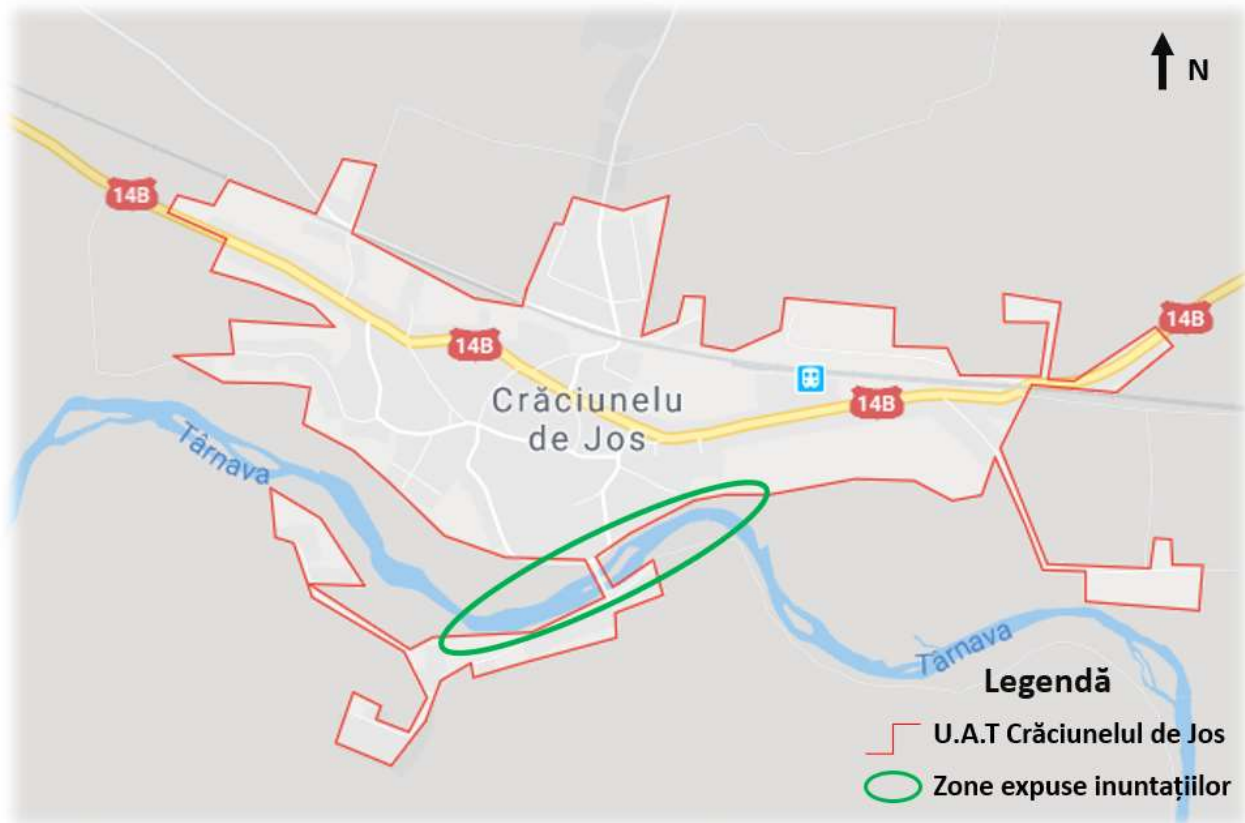 N
14B
14B
14B
14B
Crăciunelu
de Jos
Târnava
Târnava
Legendă
U.A.T Crăciunelul de Jos
Zone expuse inuntațiilor